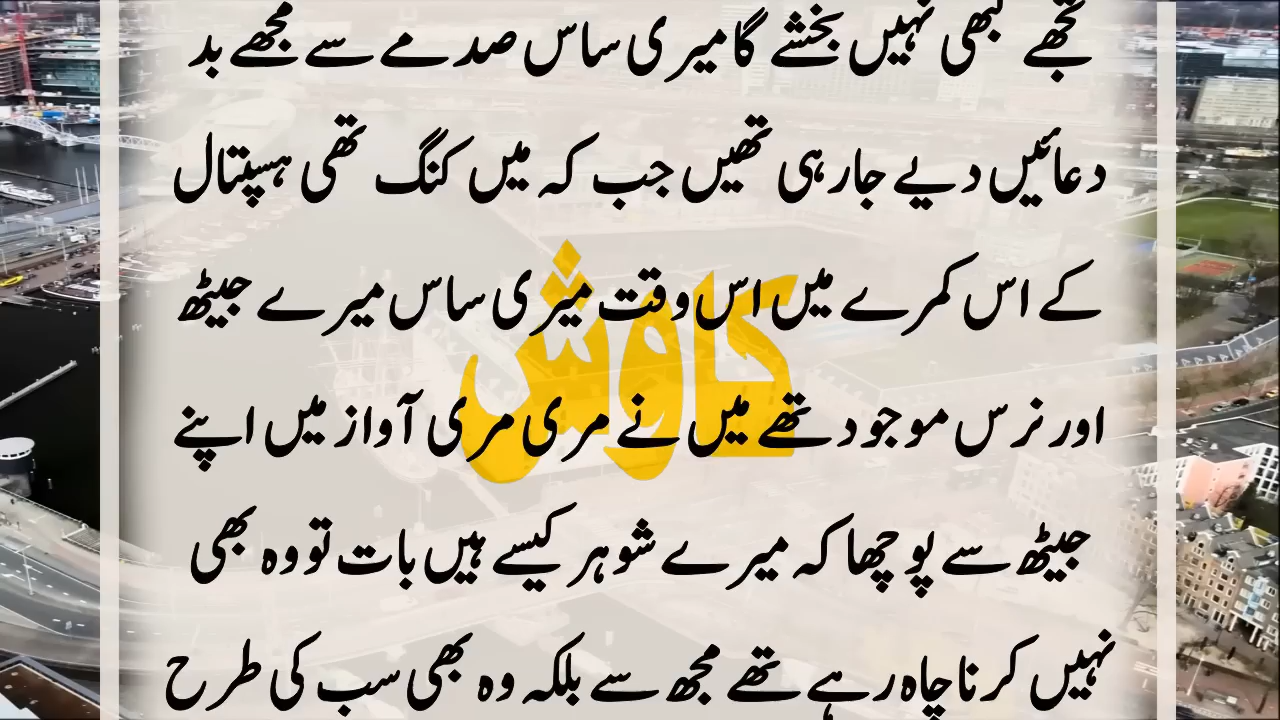 تجھے کبھی نہیں بخشے گا میری ساس صدمے سے مجھے بد
دعائیں دیے جا رہی تھیں جب کہ میں کنگ تھی ہسپتال
کے اس کمرے میں اس وقت میری ساس میرے جیٹھ
اور نرس موجود تھے میں نے مری مری آواز میں اپنے
جیٹھ سے پوچھا کہ میرے شوہر کیسے ہیں بات تو وہ بھی
نہیں کرنا چاہ رہے تھے مجھ سے بلکہ وہ بھی سب کی طرح
کاوش